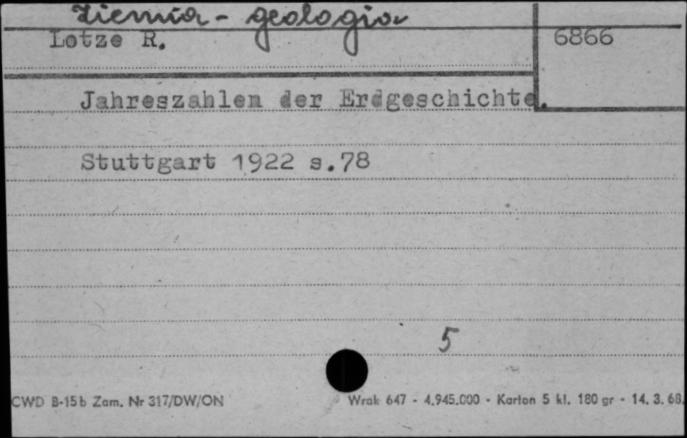 Ziemia - geologia
Lotze R.
6866
Jahreszahlen der Erdgeschichte.
Stuttgart 1922 s.78
5
CWD B-15b Zam. Nr 317/DW/ON
Wrak 647 - 4.945.000 - Karton 5 kl. 180 gr - 14. 3. 68.